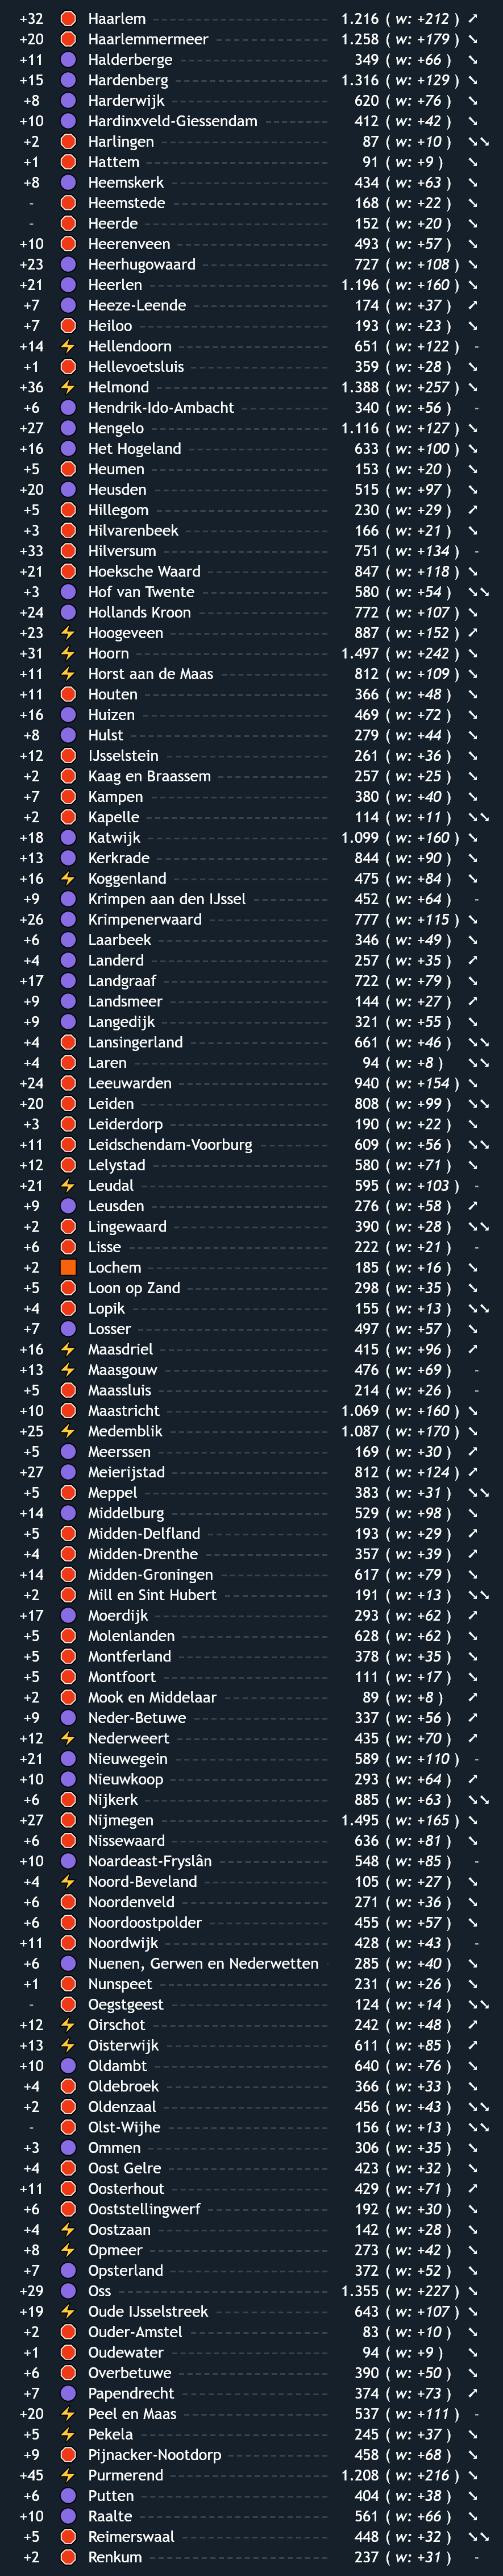 +32 Haarlem 1.216 ( w: +212 ) ↗
+20 Haarlemmermeer 1.258 ( w: +179 ) ↘
+11 Halderberge 349 ( w: +66 ) ↘
+15 Hardenberg 1.316 ( w: +129 ) ↘
+8 Harderwijk 620 ( w: +76 ) ↘
+10 Hardinxveld-Giessendam 412 ( w: +42 ) ↘
+2 Harlingen 87 ( w: +10 ) ↘↘
+1 Hattem 91 ( w: +9 ) ↘
+8 Heemskerk 434 ( w: +63 ) ↘
- Heemstede 168 ( w: +22 ) ↘
- Heerde 152 ( w: +20 ) ↘
+10 Heerenveen 493 ( w: +57 ) ↘
+23 Heerhugowaard 727 ( w: +108 ) ↘
+21 Heerlen 1.196 ( w: +160 ) ↘
+7 Heeze-Leende 174 ( w: +37 ) ↗
+7 Heiloo 193 ( w: +23 ) ↘
+14 Hellendoorn 651 ( w: +122 ) -
+1 Hellevoetsluis 359 ( w: +28 ) ↘
+36 Helmond 1.388 ( w: +257 ) ↘
+6 Hendrik-Ido-Ambacht 340 ( w: +56 ) -
+27 Hengelo 1.116 ( w: +127 ) ↘
+16 Het Hogeland 633 ( w: +100 ) ↘
+5 Heumen 153 ( w: +20 ) ↘
+20 Heusden 515 ( w: +97 ) ↘
+5 Hillegom 230 ( w: +29 ) ↗
+3 Hilvarenbeek 166 ( w: +21 ) ↘
+33 Hilversum 751 ( w: +134 ) -
+21 Hoeksche Waard 847 ( w: +118 ) ↘
+3 Hof van Twente 580 ( w: +54 ) ↘↘
+24 Hollands Kroon 772 ( w: +107 ) ↘
+23 Hoogeveen 887 ( w: +152 ) ↗
+31 Hoorn 1.497 ( w: +242 ) ↘
+11 Horst aan de Maas 812 ( w: +109 ) ↘
+11 Houten 366 ( w: +48 ) ↘
+16 Huizen 469 ( w: +72 ) ↘
+8 Hulst 279 ( w: +44 ) ↘
+12 IJsselstein 261 ( w: +36 ) ↘
+2 Kaag en Braassem 257 ( w: +25 ) ↘
+7 Kampen 380 ( w: +40 ) ↘
+2 Kapelle 114 ( w: +11 ) ↘↘
+18 Katwijk 1.099 ( w: +160 ) ↘
+13 Kerkrade 844 ( w: +90 ) ↘
+16 Koggenland 475 ( w: +84 ) ↘
+9 Krimpen aan den IJssel 452 ( w: +64 ) -
+26 Krimpenerwaard 777 ( w: +115 ) ↘
+6 Laarbeek 346 ( w: +49 ) ↘
+4 Landerd 257 ( w: +35 ) ↗
+17 Landgraaf 722 ( w: +79 ) ↘
+9 Landsmeer 144 ( w: +27 ) ↗
+9 Langedijk 321 ( w: +55 ) ↘
+4 Lansingerland 661 ( w: +46 ) ↘↘
+4 Laren 94 ( w: +8 ) ↘↘
+24 Leeuwarden 940 ( w: +154 ) ↘
+20 Leiden 808 ( w: +99 ) ↘↘
+3 Leiderdorp 190 ( w: +22 ) ↘
+11 Leidschendam-Voorburg 609 ( w: +56 ) ↘↘
+12 Lelystad 580 ( w: +71 ) ↘
+21 Leudal 595 ( w: +103 ) -
+9 Leusden 276 ( w: +58 ) ↗
+2 Lingewaard 390 ( w: +28 ) ↘↘
+6 Lisse 222 ( w: +21 ) -
+2 Lochem 185 ( w: +16 ) ↘
+5 Loon op Zand 298 ( w: +35 ) ↘
+4 Lopik 155 ( w: +13 ) ↘↘
+7 Losser 497 ( w: +57 ) ↘
+16 Maasdriel 415 ( w: +96 ) ↗
+13 Maasgouw 476 ( w: +69 ) -
+5 Maassluis 214 ( w: +26 ) -
+10 Maastricht 1.069 ( w: +160 ) ↘
+25 Medemblik 1.087 ( w: +170 ) ↘
+5 Meerssen 169 ( w: +30 ) ↗
+27 Meierijstad 812 ( w: +124 ) ↗
+5 Meppel 383 ( w: +31 ) ↘↘
+14 Middelburg 529 ( w: +98 ) ↘
+5 Midden-Delfland 193 ( w: +29 ) ↗
+4 Midden-Drenthe 357 ( w: +39 ) ↗
+14 Midden-Groningen 617 ( w: +79 ) ↘
+2 Mill en Sint Hubert 191 ( w: +13 ) ↘↘
+17 Moerdijk 293 ( w: +62 ) ↗
+5 Molenlanden 628 ( w: +62 ) ↘
+5 Montferland 378 ( w: +35 ) ↘
+5 Montfoort 111 ( w: +17 ) ↘
+2 Mook en Middelaar 89 ( w: +8 ) ↗
+9 Neder-Betuwe 337 ( w: +56 ) ↗
+12 Nederweert 435 ( w: +70 ) ↗
+21 Nieuwegein 589 ( w: +110 ) -
+10 Nieuwkoop 293 ( w: +64 ) ↗
+6 Nijkerk 885 ( w: +63 ) ↘↘
+27 Nijmegen 1.495 ( w: +165 ) ↘
+6 Nissewaard 636 ( w: +81 ) ↘
+10 Noardeast-Fryslân 548 ( w: +85 ) -
+4 Noord-Beveland 105 ( w: +27 ) ↘
+6 Noordenveld 271 ( w: +36 ) ↘
+6 Noordoostpolder 455 ( w: +57 ) ↘
+11 Noordwijk 428 ( w: +43 ) -
+6 Nuenen, Gerwen en Nederwetten 285 ( w: +40 ) ↘
+1 Nunspeet 231 ( w: +26 ) ↘
- Oegstgeest 124 ( w: +14 ) ↘↘
+12 Oirschot 242 ( w: +48 ) ↗
+13 Oisterwijk 611 ( w: +85 ) ↗
+10 Oldambt 640 ( w: +76 ) ↘
+4 Oldebroek 366 ( w: +33 ) ↘
+2 Oldenzaal 456 ( w: +43 ) ↘↘
- Olst-Wijhe 156 ( w: +13 ) ↘↘
+3 Ommen 306 ( w: +35 ) ↘
+4 Oost Gelre 423 ( w: +32 ) ↘
+11 Oosterhout 429 ( w: +71 ) ↗
+6 Ooststellingwerf 192 ( w: +30 ) ↘
+4 Oostzaan 142 ( w: +28 ) ↘
+8 Opmeer 273 ( w: +42 ) ↘
+7 Opsterland 372 ( w: +52 ) ↘
+29 Oss 1.355 ( w: +227 ) ↘
+19 Oude IJsselstreek 643 ( w: +107 ) ↘
+2 Ouder-Amstel 83 ( w: +10 ) ↘
+1 Oudewater 94 ( w: +9 ) ↘
+6 Overbetuwe 390 ( w: +50 ) ↘
+7 Papendrecht 374 ( w: +73 ) ↗
+20 Peel en Maas 537 ( w: +111 ) -
+5 Pekela 245 ( w: +37 ) ↘
+9 Pijnacker-Nootdorp 458 ( w: +68 ) ↘
+45 Purmerend 1.208 ( w: +216 ) ↘
+6 Putten 404 ( w: +38 ) ↘
+10 Raalte 561 ( w: +66 ) ↘
+5 Reimerswaal 448 ( w: +32 ) ↘↘
+2 Renkum 237 ( w: +31 ) -